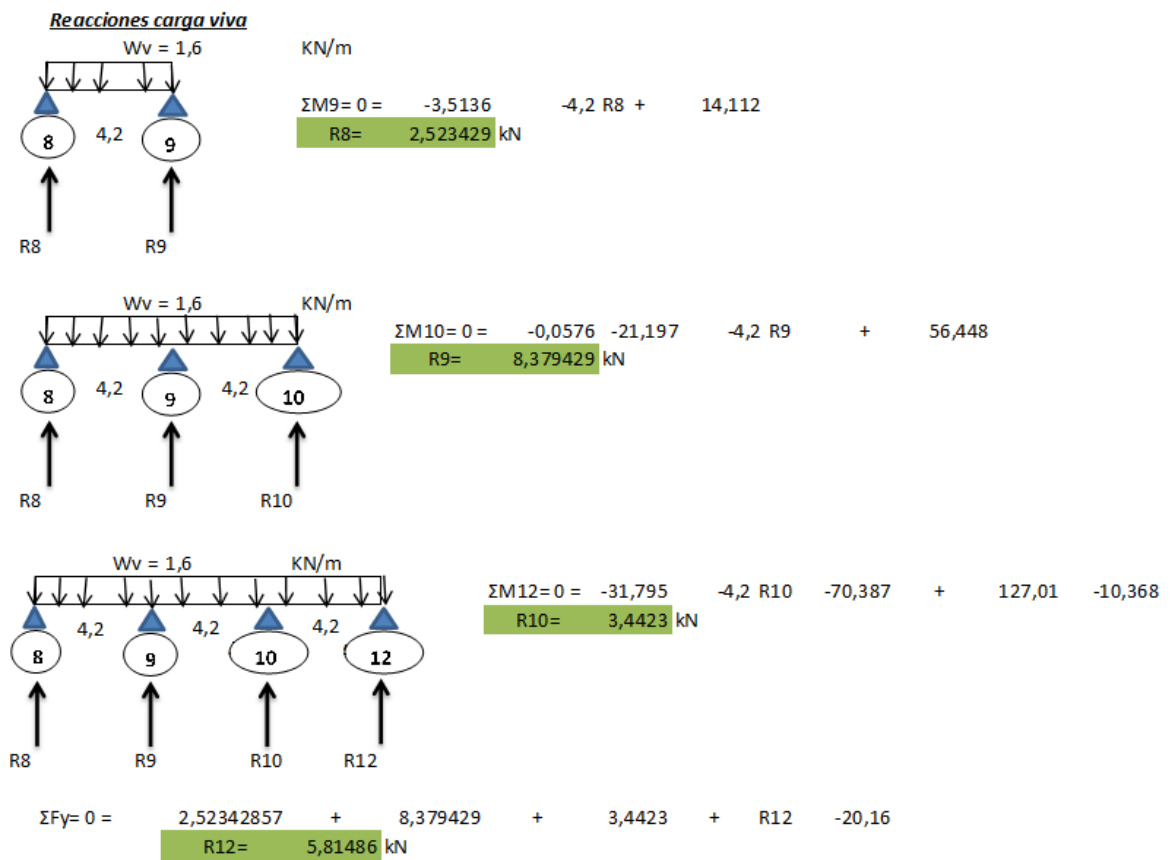 Reacciones carga viva
Wv = 1,6 KN/m
ΣM9= 0 = -3,5136 -4,2 R8 + 14,112
R8= 2,523429 kN
8 4,2 9
R8 R9
Wv = 1,6 KN/m
ΣM10= 0 = -0,0576 -21,197 -4,2 R9 + 56,448
R9= 8,379429 kN
8 4,2 9 4,2 10
R8 R9 R10
Wv = 1,6 KN/m
ΣM12= 0 = -31,795 -4,2 R10 -70,387 + 127,01 -10,368
R10= 3,4423 kN
4,2 4,2 4,2
8 9 10 12
R8 R9 R10 R12
ΣFy= 0 = 2,52342857 + 8,379429 + 3,4423 + R12 -20,16
R12= 5,81486 kN